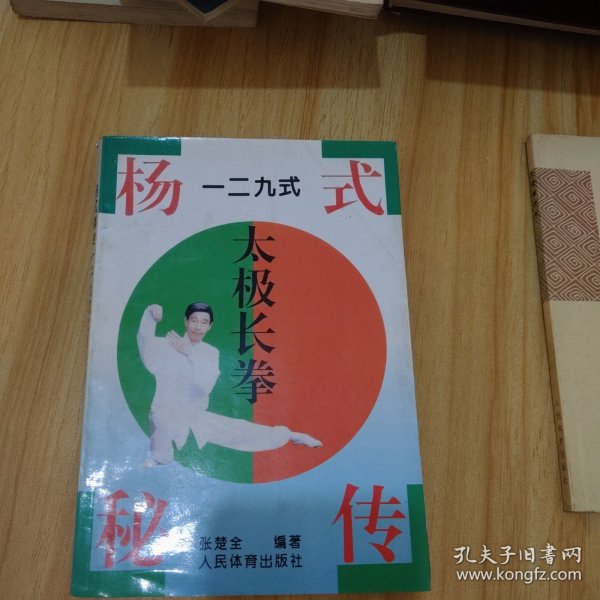 杨式
一二九式
太极长拳
秘传
张楚全 编著
人民体育出版社
孔夫子旧书网
www.kongfz.com